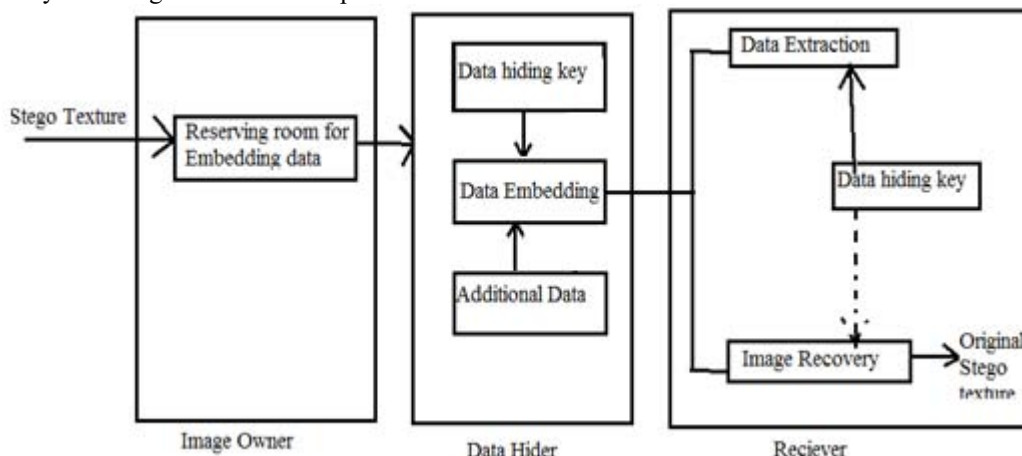 Stego Texture
Reserving room for
Embedding data
Image Owner
Data hiding key
Data Embedding
Additional Data
Data Hider
Data Extraction
Data hiding key
Image Recovery
Original
Stego
texture
Reciever